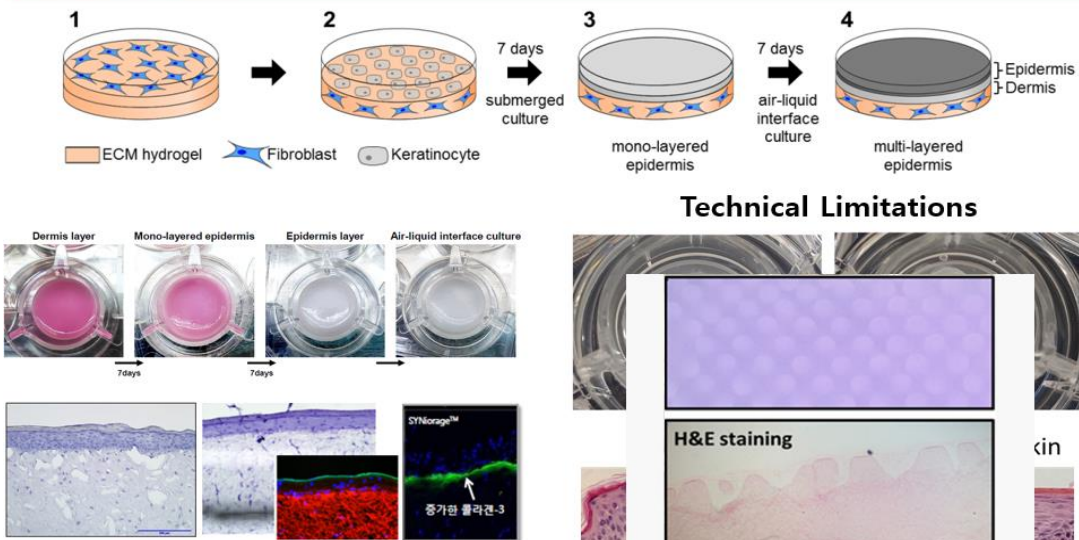 1
2
3
4
7 days
submerged
culture
7 days
air-liquid
interface
culture
Epidermis
Dermis
ECM hydrogel
Fibroblast
Keratinocyte
mono-layered
epidermis
multi-layered
epidermis
Technical Limitations
Dermis layer
Mono-layered epidermis
Epidermis layer
Air-liquid interface culture
7days
7days
SYNiorage™
증가한 콜라겐-3
H&E staining
kin